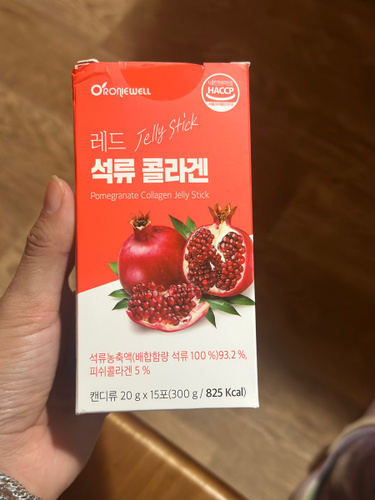 ORONIEWELL
HACCP
레드 Jelly Stick
석류 콜라겐
Pomegranate Collagen Jelly Stick
석류농축액(배합함량 석류 100 %)93.2 %,
피쉬콜라겐 5 %
캔디류 20 g x 15포(300 g / 825 Kcal)